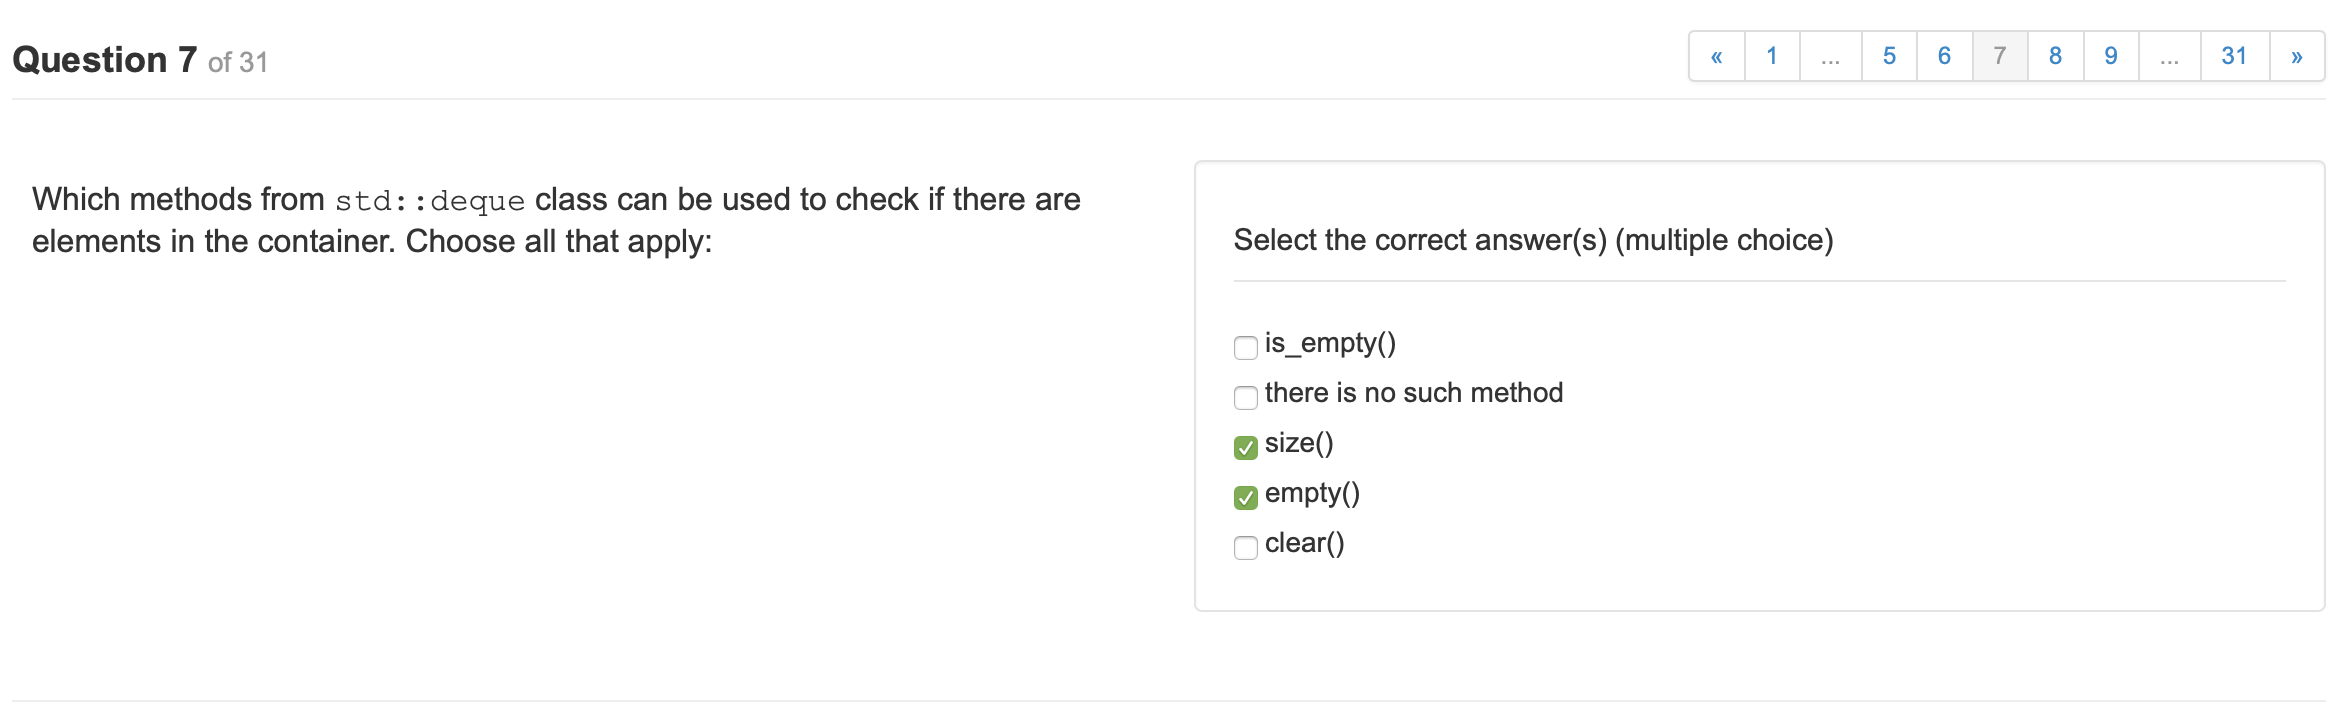 Question 7 of 31
« 1 ... 5 6 7 8 9 ... 31 »
Which methods from std::deque class can be used to check if there are
elements in the container. Choose all that apply:
Select the correct answer(s) (multiple choice)
is_empty()
there is no such method
size()
empty()
clear()